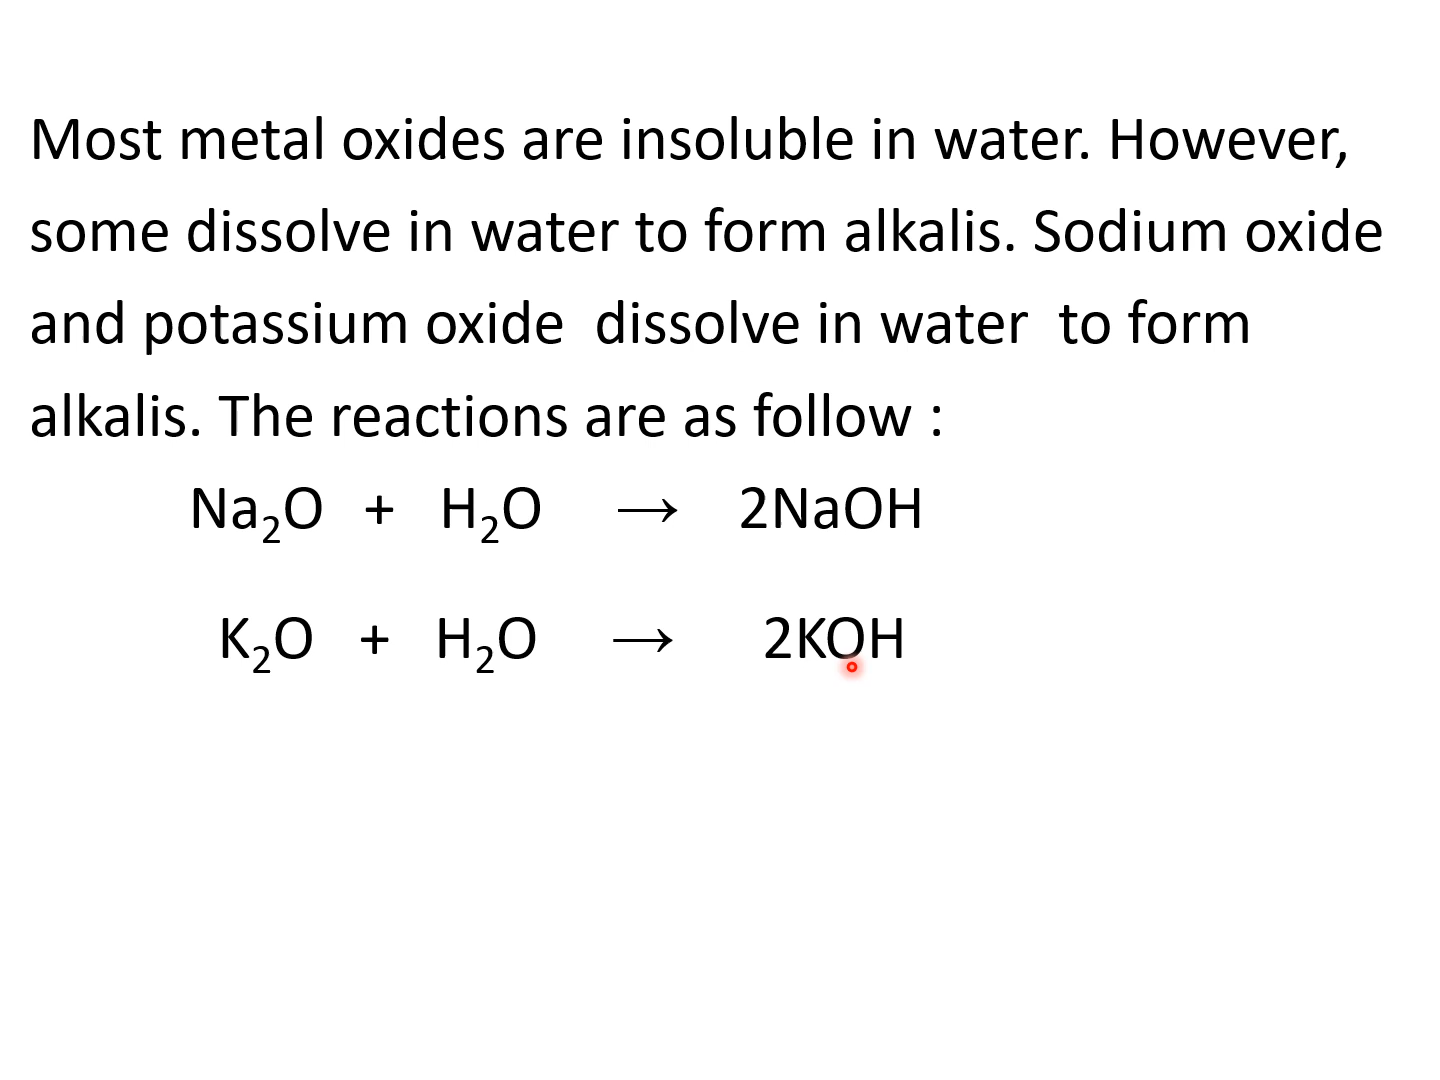 Most metal oxides are insoluble in water. However,
some dissolve in water to form alkalis. Sodium oxide
and potassium oxide  dissolve in water  to form
alkalis. The reactions are as follow :
Na₂O + H₂O → 2NaOH
K₂O + H₂O → 2KOH